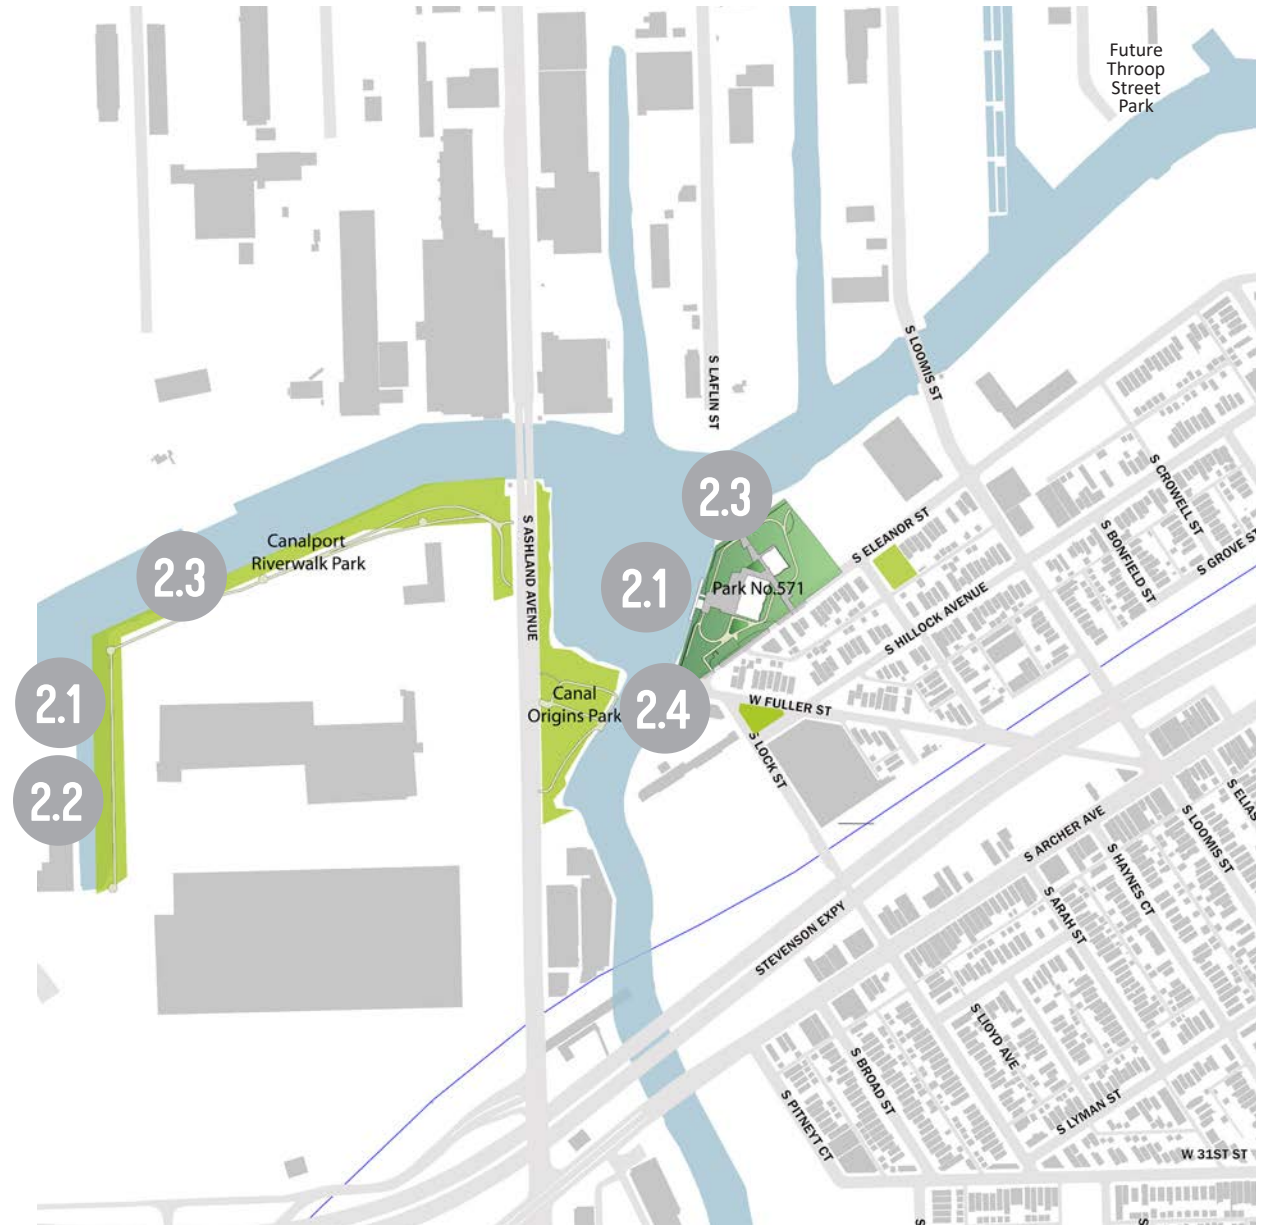 Future
Throop
Street
Park
S LAFLIN ST
S LOOMIS ST
2.3
S CROWELL ST
S ELEANOR ST
S BONFIELD ST
S GROVE ST
Canalport
Riverwalk Park
2.3
S ASHLAND AVENUE
2.1
Park No.571
S HILLOCK AVENUE
2.1
Canal
Origins Park
2.4
W FULLER ST
2.2
S LOCK ST
S ELIAS
S LOOMIS ST
S ARCHER AVE
S HAYNES CT
S ARAH ST
STEVENSON EXPY
S LIOYD AVE
S BROAD ST
S PITNEYT CT
S LYMAN ST
W 31ST ST
S
S